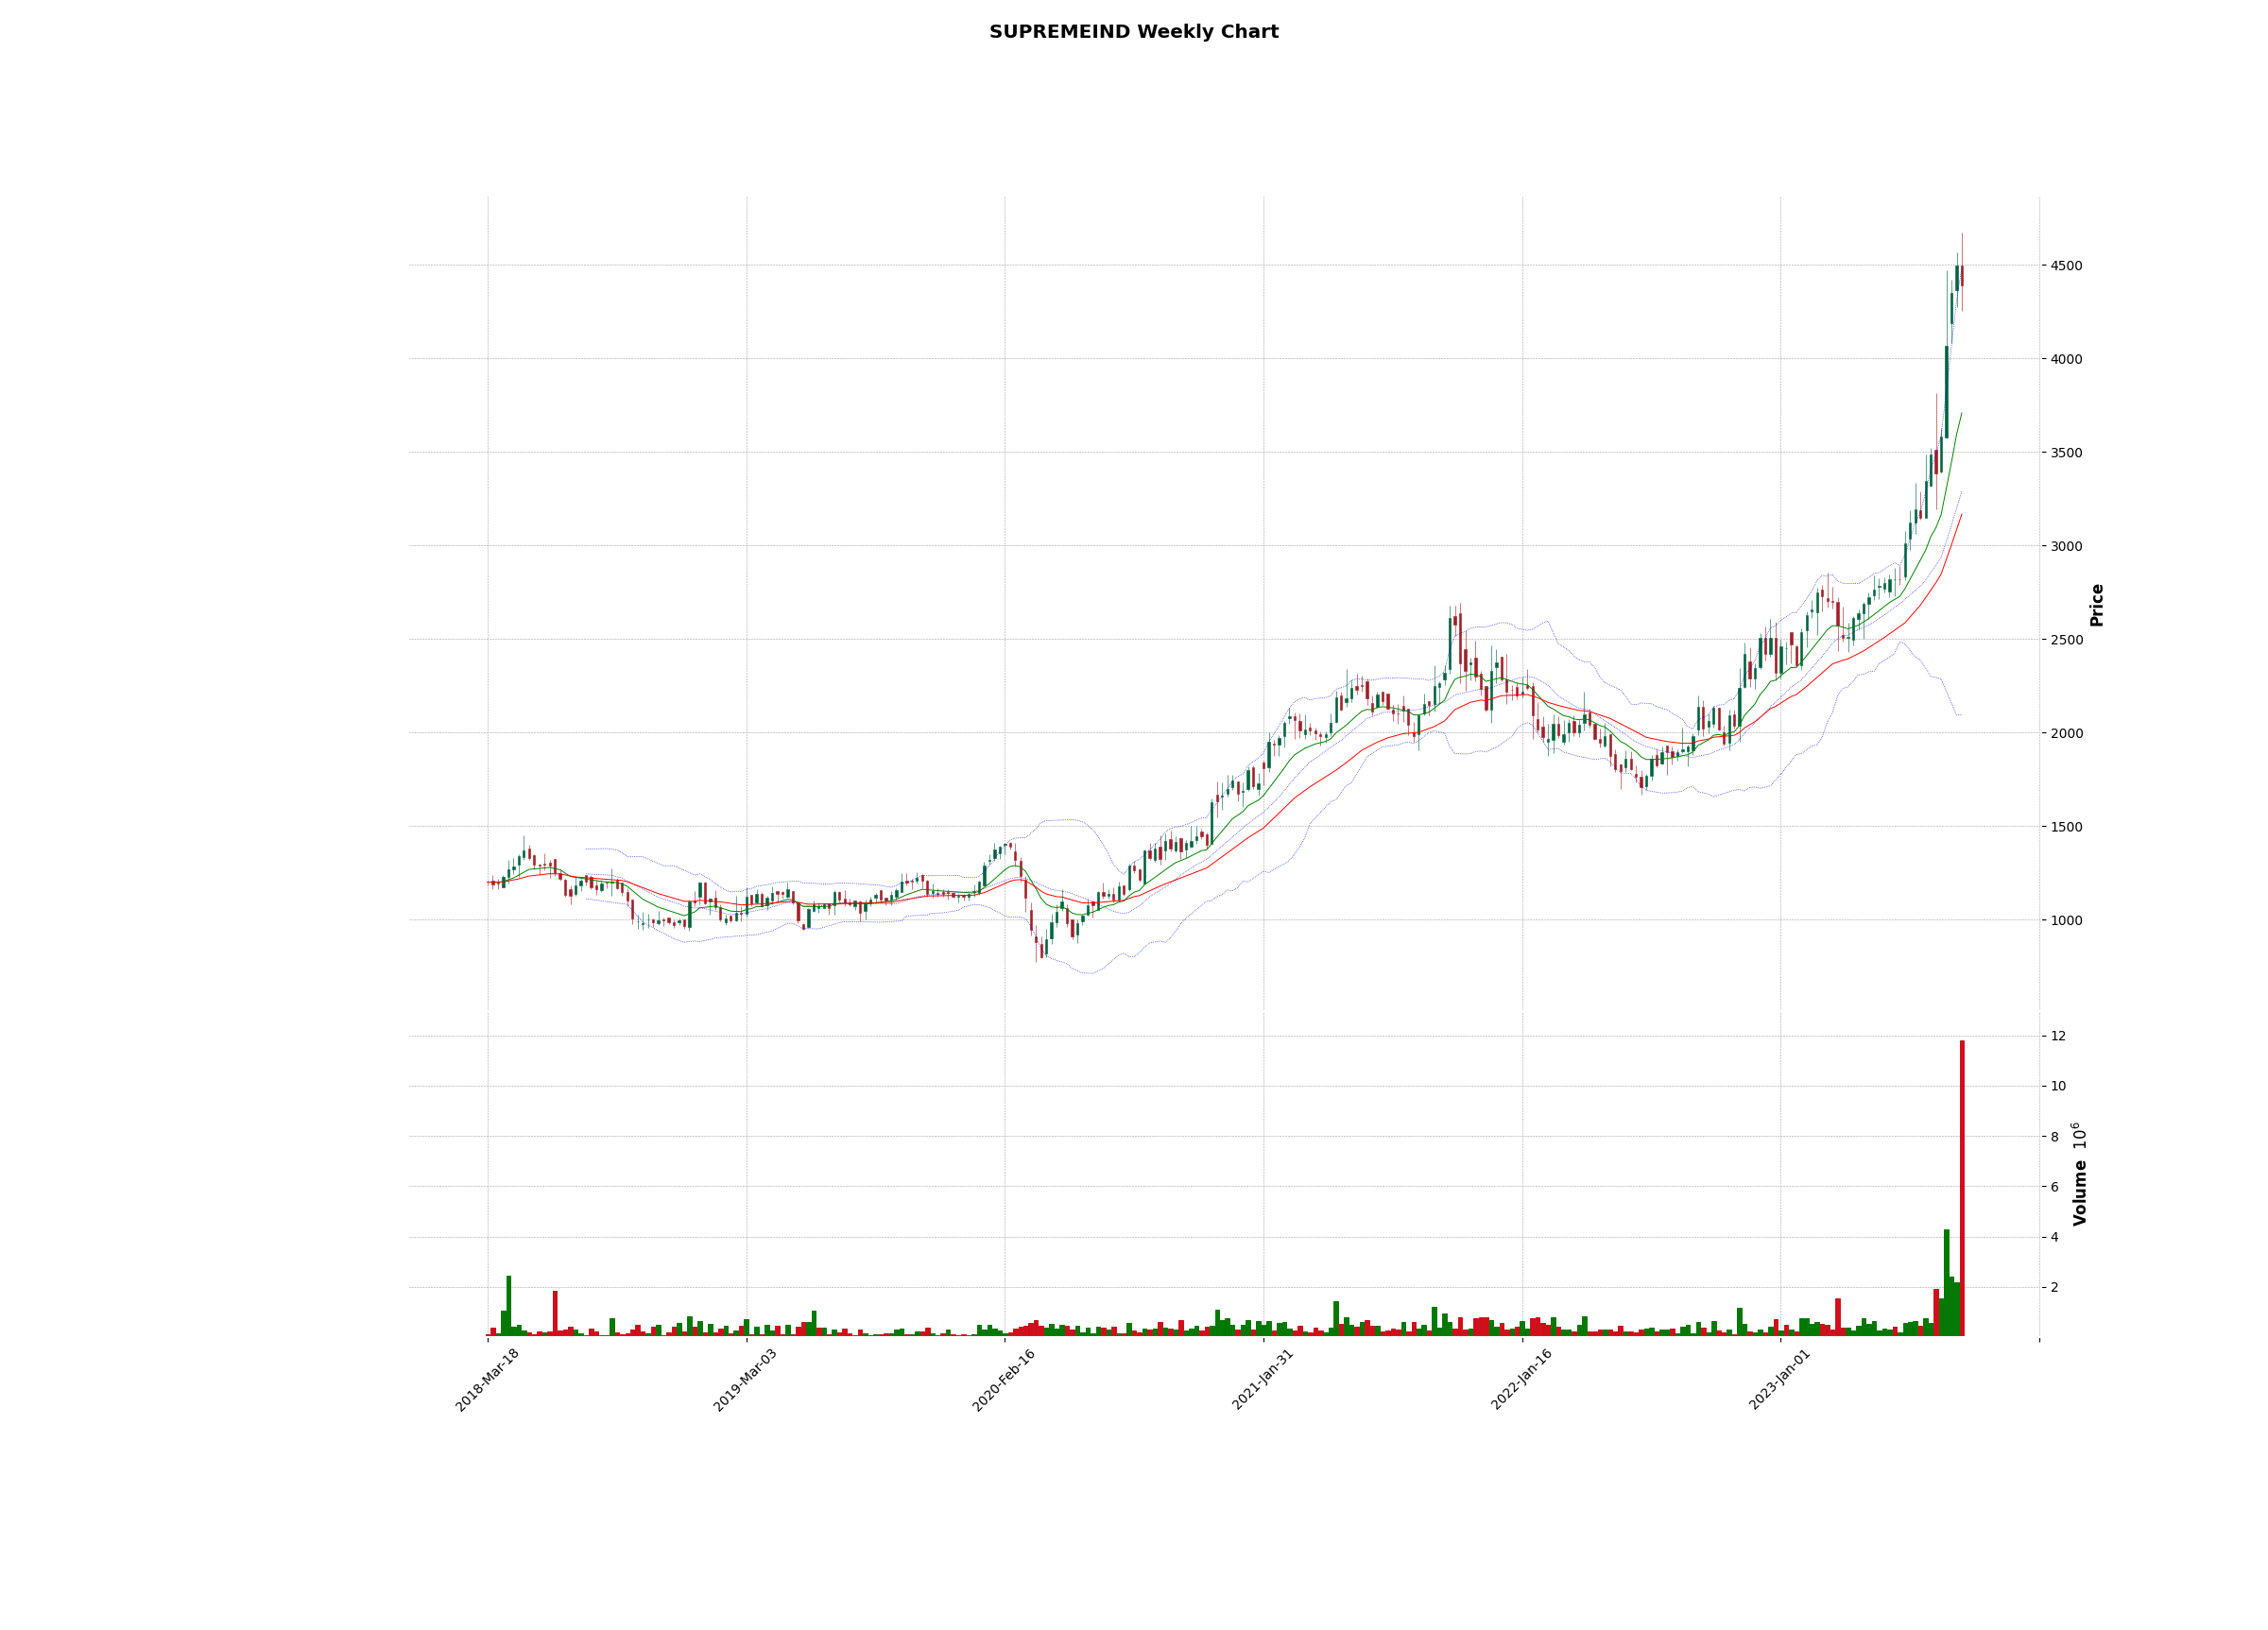 SUPREMEIND Weekly Chart
4500
4000
3500
3000
2500
2000
1500
1000
Price
12
10
8
6
4
2
Volume 10^6
2018-Mar-18
2019-Mar-03
2020-Feb-16
2021-Jan-31
2022-Jan-16
2023-Jan-01